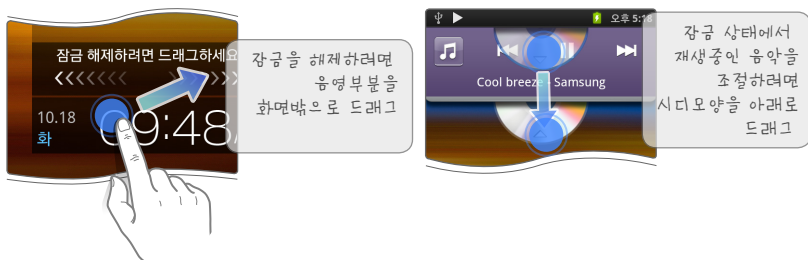 잠금 해제하려면 드래그하세요
10.18
화
09:48
잠금을 해제하려면
음영부분을
화면밖으로 드래그
오후 5:18
Cool breeze - Samsung
잠금 상태에서
재생중인 음악을
조절하려면
시디모양을 아래로
드래그